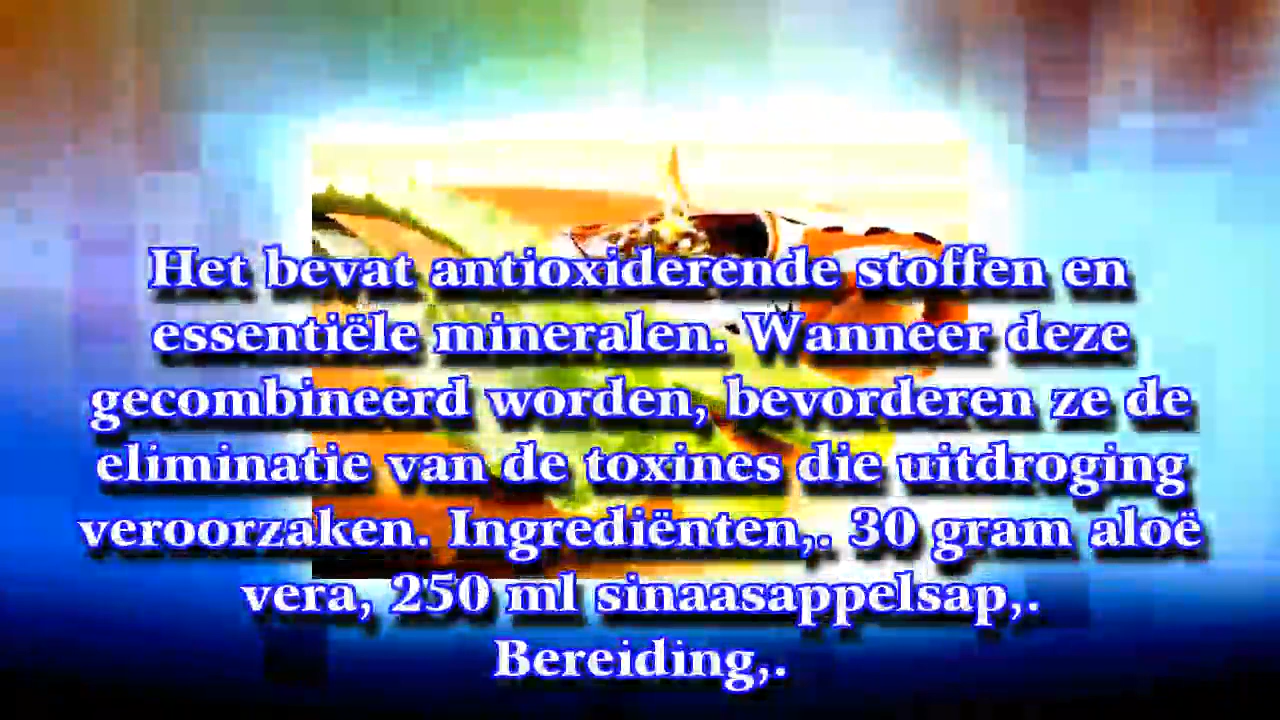 Het bevat antioxiderende stoffen en
essentiële mineralen. Wanneer deze
gecombineerd worden, bevorderen ze de
eliminatie van de toxines die uitdroging
veroorzaken. Ingrediënten,. 30 gram aloë
vera, 250 ml sinaasappelsap,.
Bereiding,.